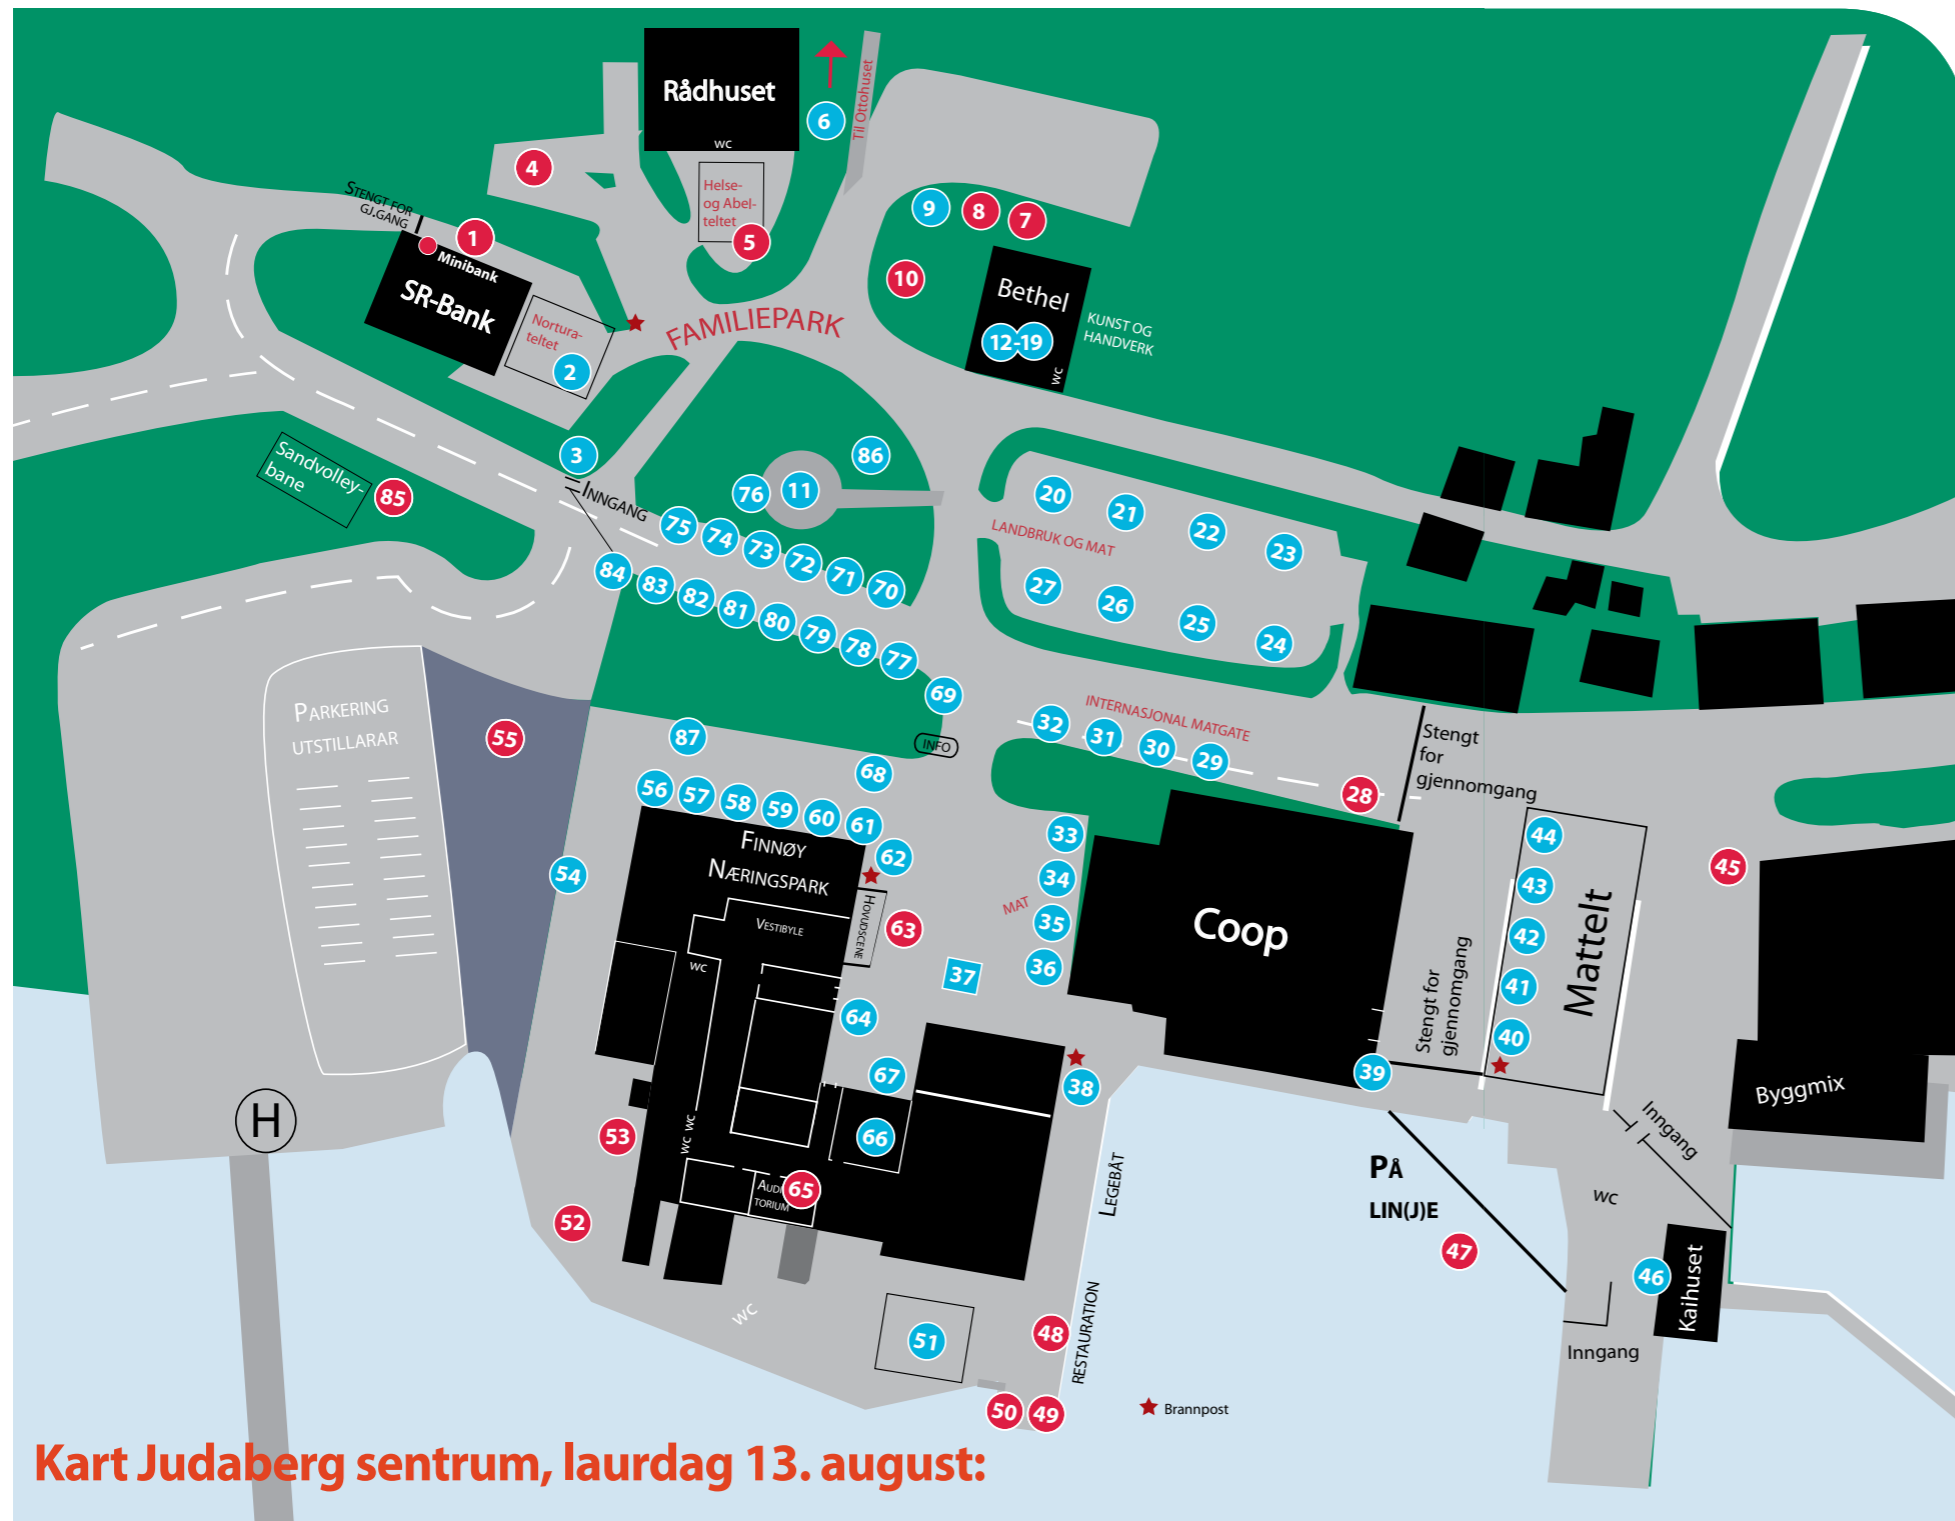 Rådhuset
wc
6
Til Ottohuset
4
Helse-
og Abel-
teltet
5
Stengt for
gj.gang
1
Minibank
SR-Bank
Nortura-
teltet
2
FAMILIEPARK
9
8
7
10
Bethel
12-19
wc
KUNST OG
HANDVERK
3
Inngang
Sandvolley-
bane
85
76
11
86
75
74
73
72
71
70
84
83
82
81
80
79
78
77
69
20
21
22
23
LANDBRUK OG MAT
27
26
25
24
INTERNASJONAL MATGATE
32
31
30
29
28
Stengt
for
gjennomgang
INFO
Parkering
utstillarar
55
87
68
56
57
58
59
60
61
62
Finnøy
Næringspark
Vestibyle
Hovudscene
63
54
wc
33
34
35
36
MAT
37
Coop
44
43
42
41
40
Mattelt
45
Stengt for
gjennomgang
39
64
67
66
38
Byggmix
Inngang
H
53
wc wc
Audi
torium
65
52
wc
Legebåt
På
lin(j)e
47
wc
46
Kaihuset
Inngang
51
48
restauration
50
49
Brannpost
Kart Judaberg sentrum, laurdag 13. august: